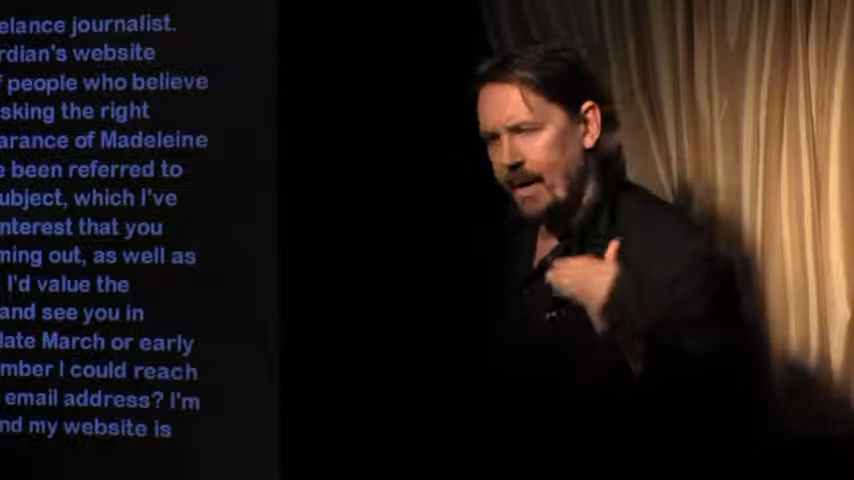 elance journalist.
rdian's website
f people who believe
sking the right
arance of Madeleine
e been referred to
ubject, which I've
nterest that you
ming out, as well as
I'd value the
and see you in
late March or early
mber I could reach
email address? I'm
nd my website is